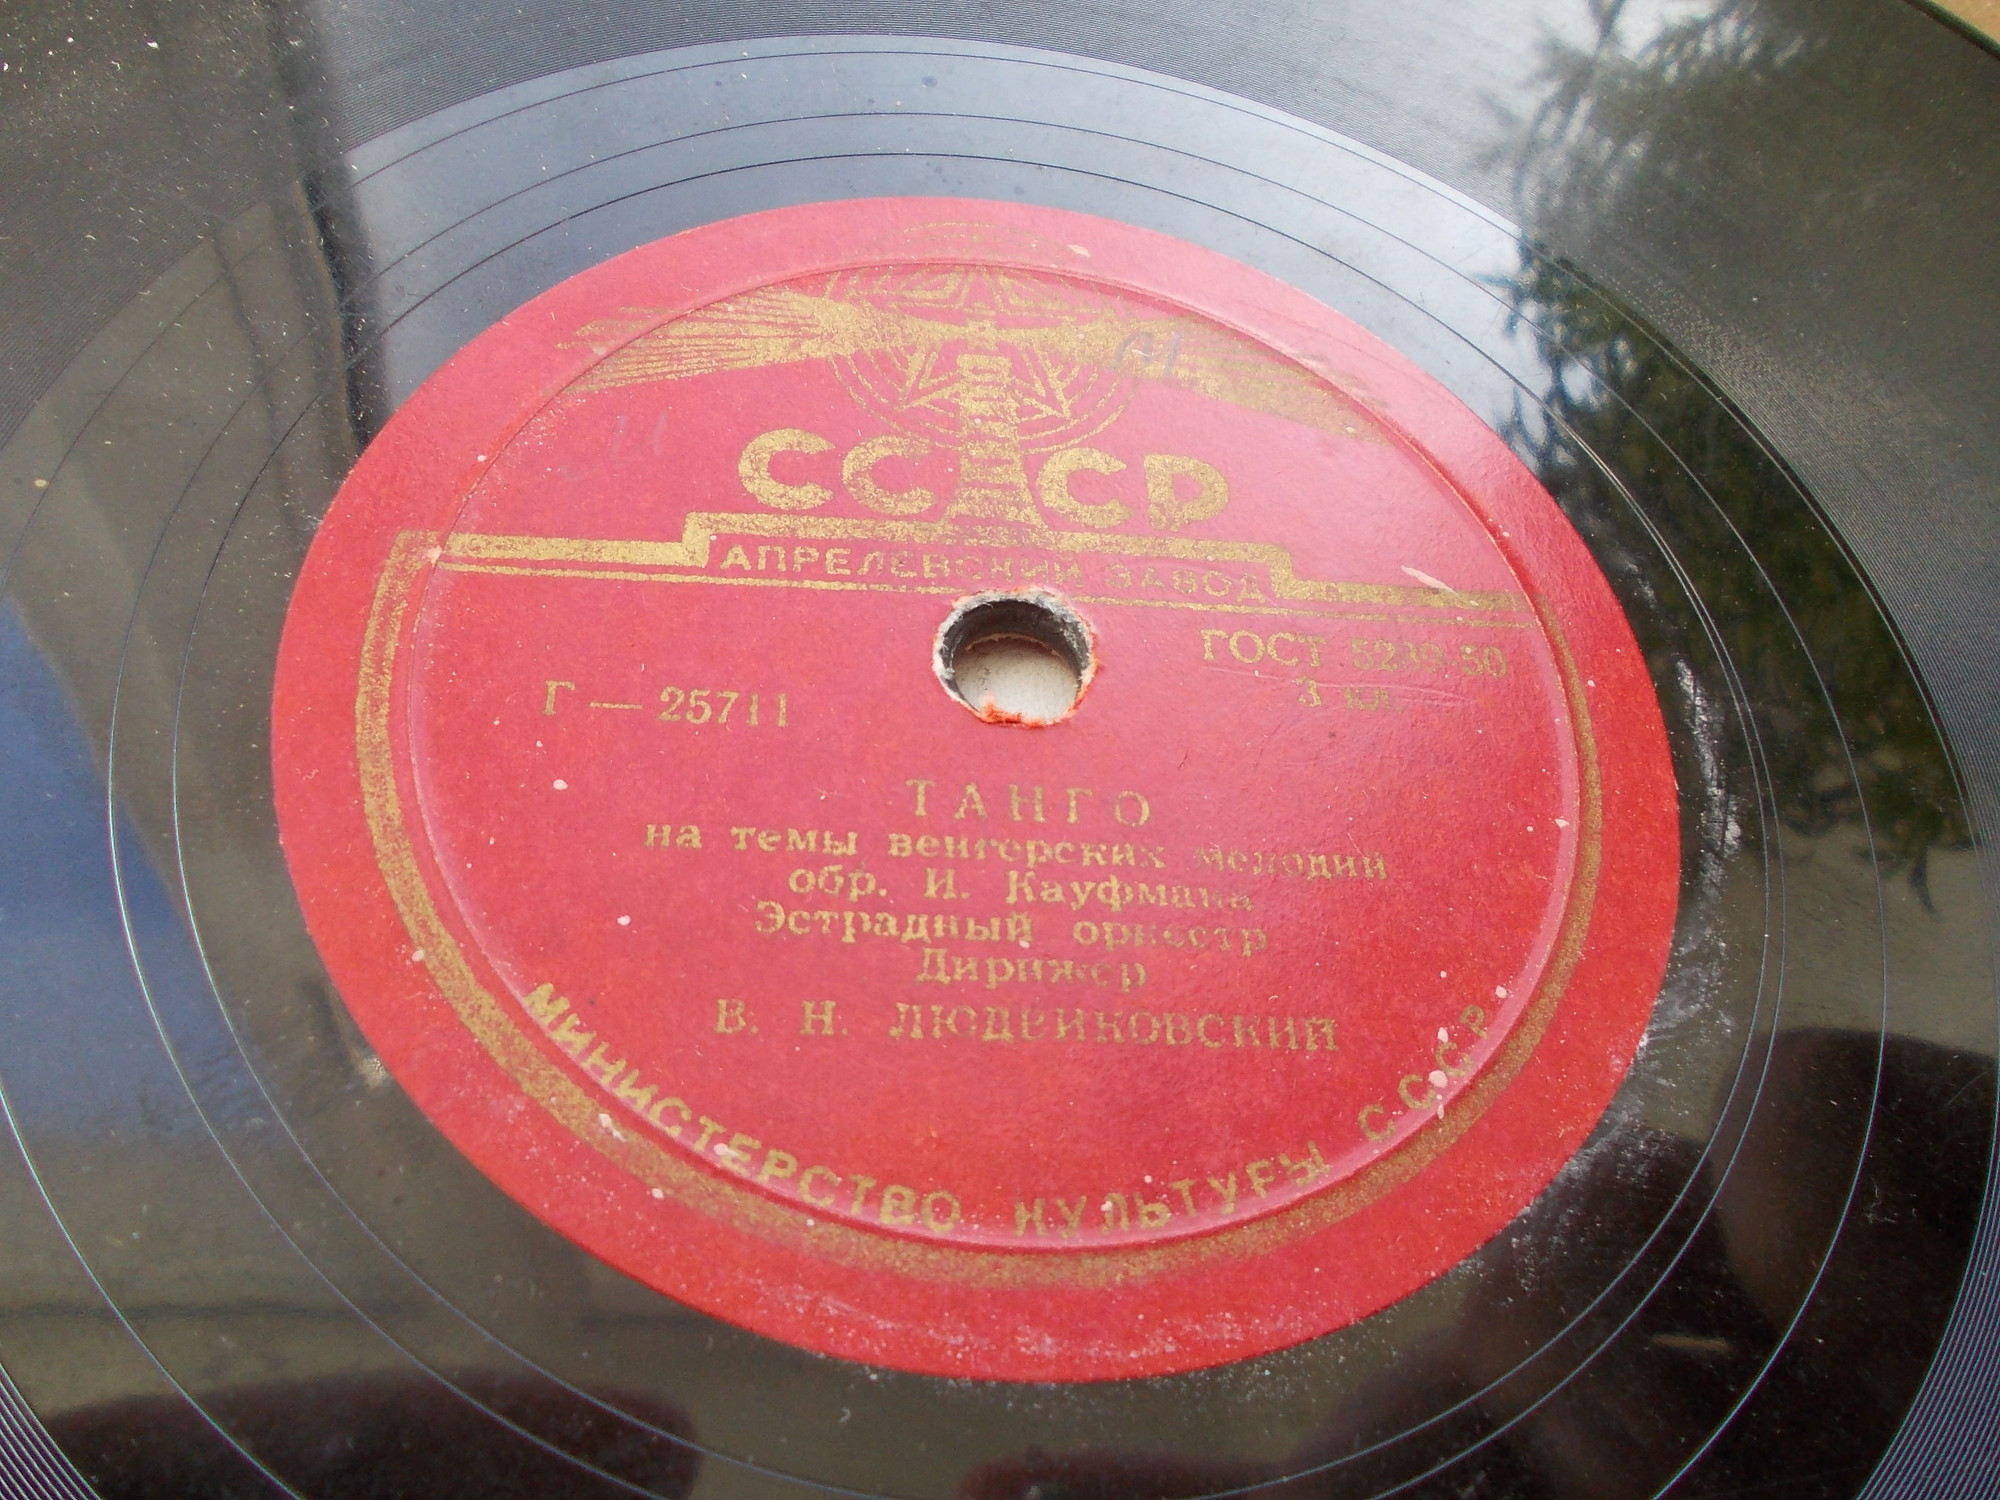 СССР
АПРЕЛЕВСКИЙ ЗАВОД
ГОСТ 5289-50
3 кл.
Г — 25711
ТАНГО
на темы венгерских мелодий
обр. И. Кауфмана
Эстрадный оркестр
Дирижер
В. Н. ЛЮДВИКОВСКИЙ
МИНИСТЕРСТВО КУЛЬТУРЫ СССР